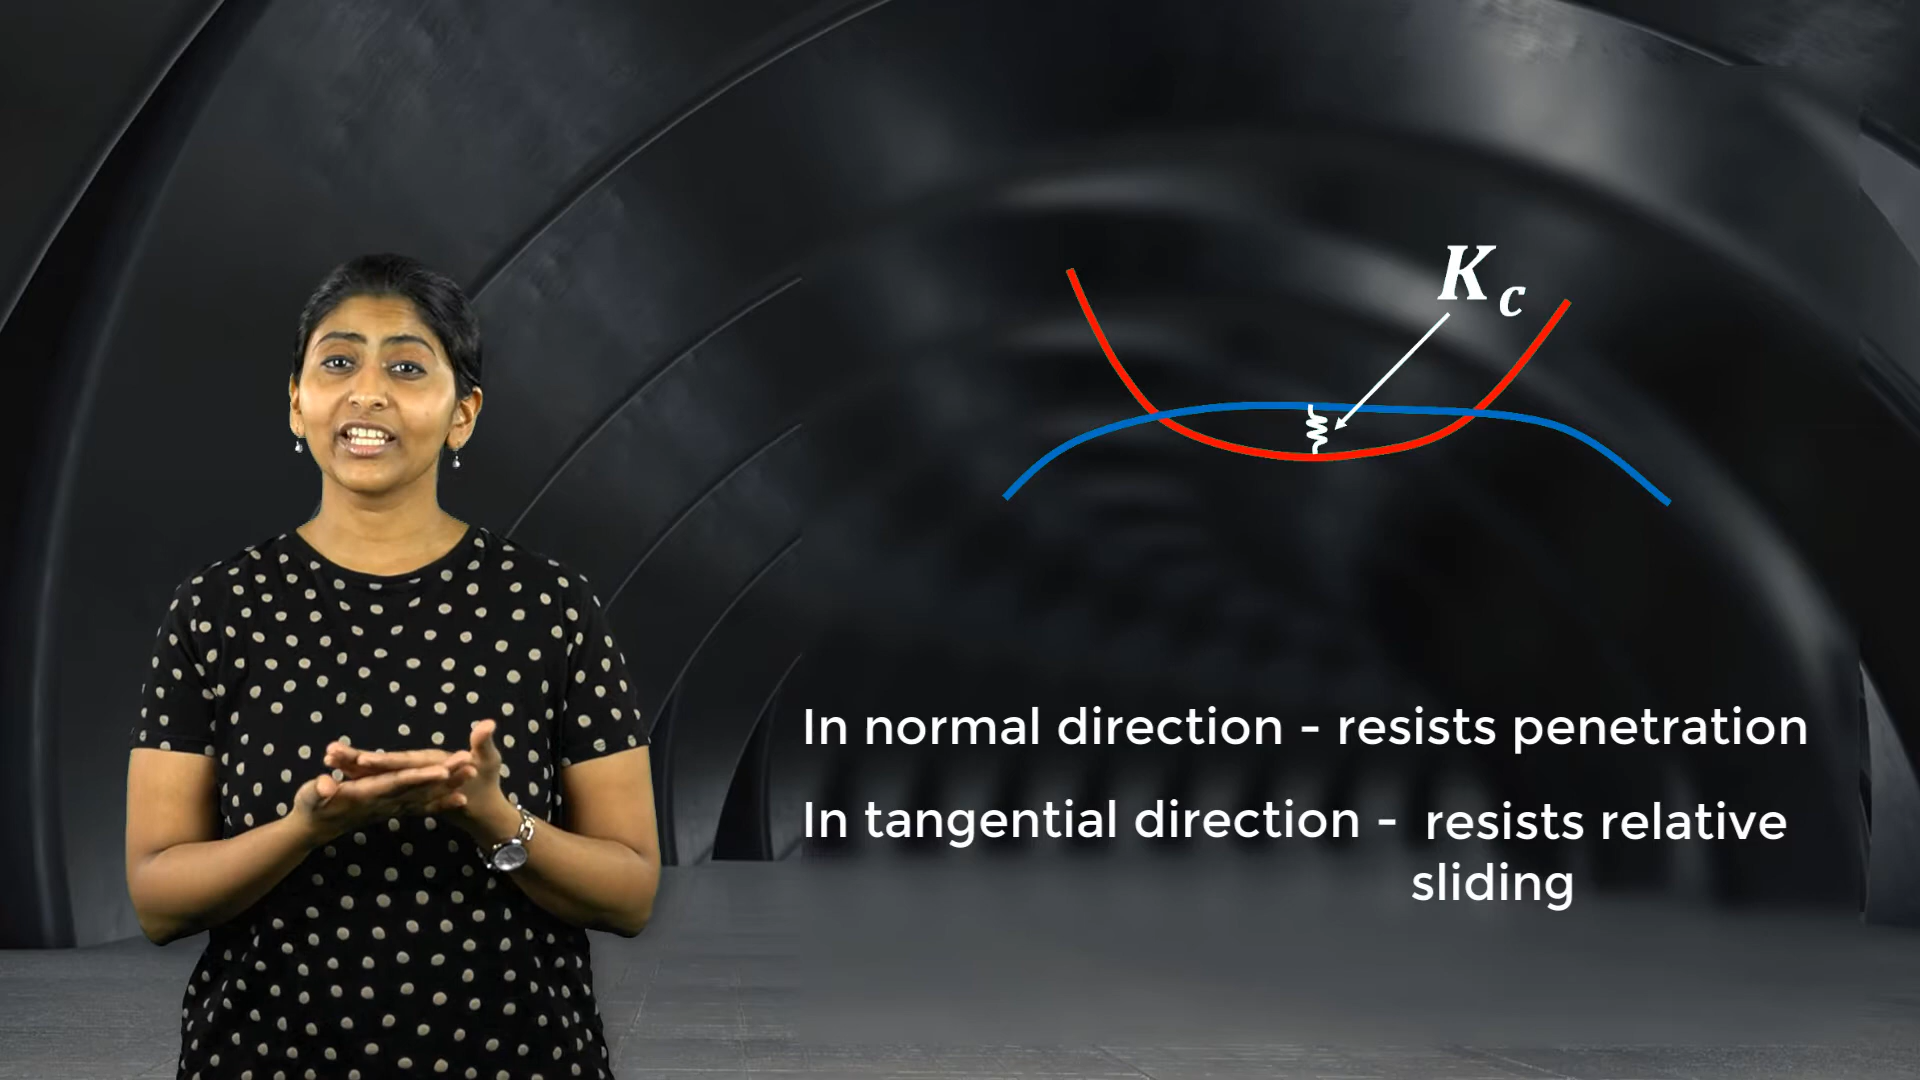 K c
In normal direction - resists penetration
In tangential direction - resists relative
sliding